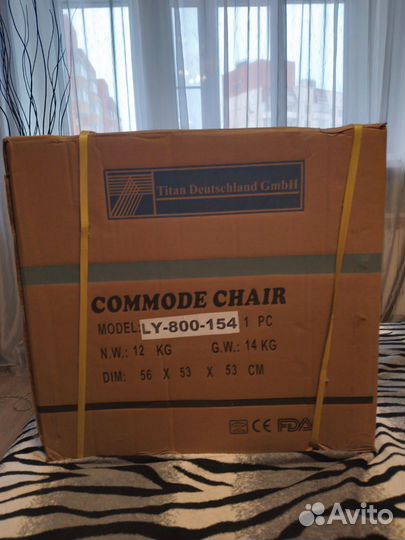 Titan Deutschland GmbH
COMMODE CHAIR
MODEL: LY-800-154 1 PC
N.W.: 12 KG G.W.: 14 KG
DIM: 56 X 53 X 53 CM
CE FDA
Avito